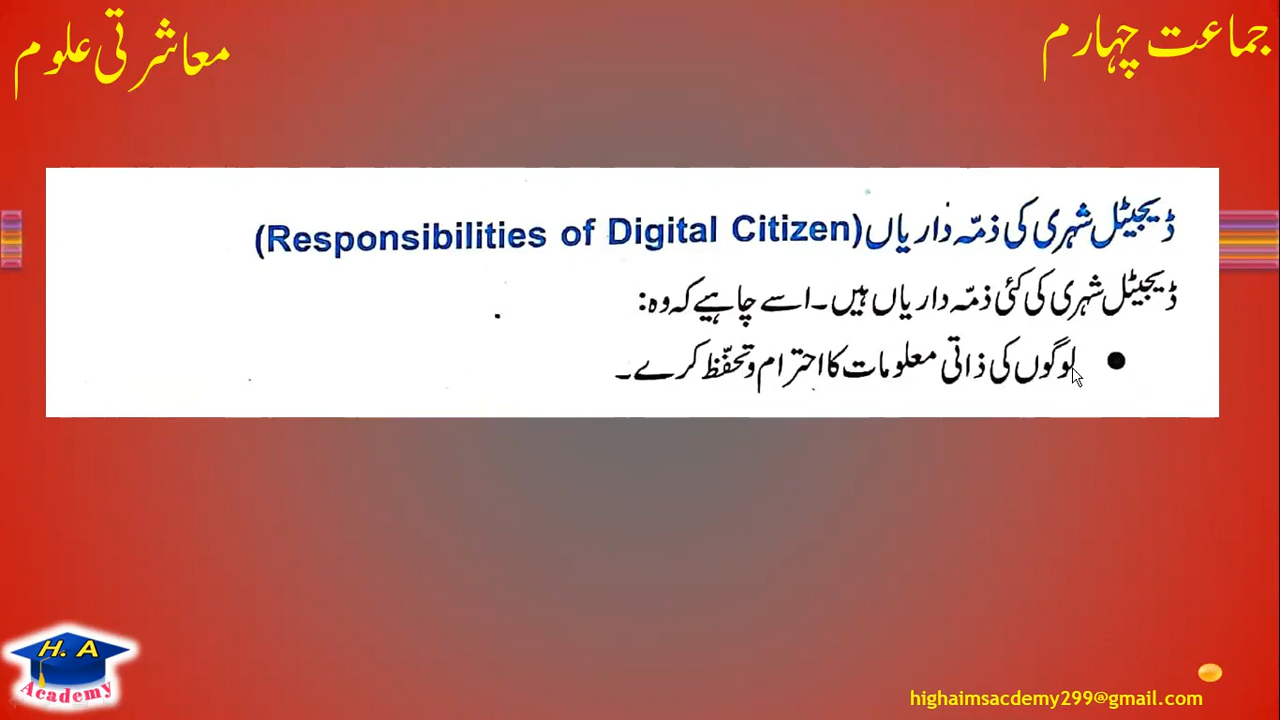 جماعت چہارم
معاشرتی علوم
ڈیجیٹل شہری کی ذمّہ داریاں (Responsibilities of Digital Citizen)
ڈیجیٹل شہری کی کئی ذمّہ داریاں ہیں۔ اسے چاہیے کہ وہ:
● لوگوں کی ذاتی معلومات کا احترام و تحفّظ کرے۔
H. A
Academy
highaimsacdemy299@gmail.com